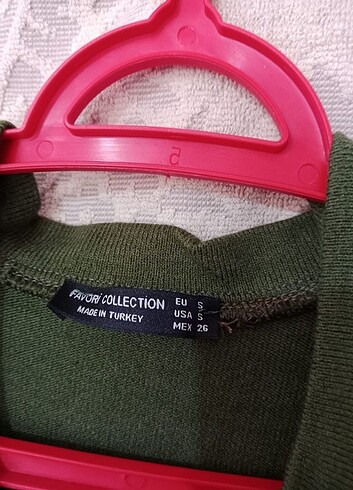 FAVORİ COLLECTION
MADE IN TURKEY
EU S
USA S
MEX 26